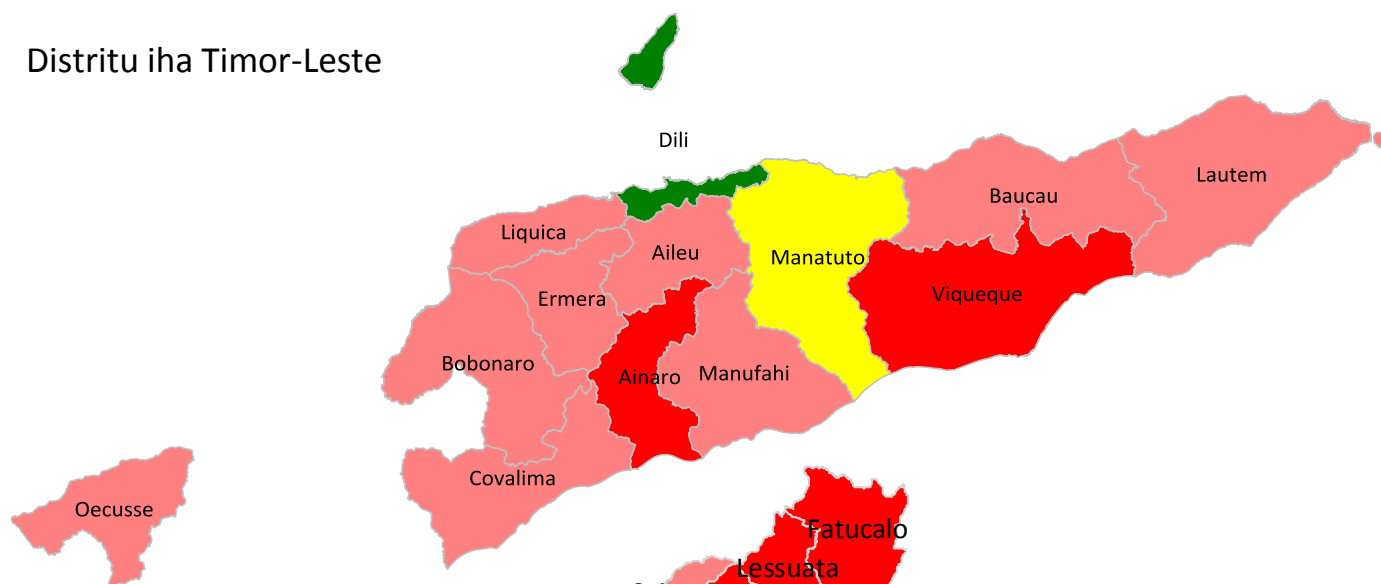 Distritu iha Timor-Leste
Dili
Lautem
Baucau
Liquica
Aileu
Manatuto
Viqueque
Ermera
Bobonaro
Ainaro
Manufahi
Covalima
Oecusse
Fatucalo
Lessuata